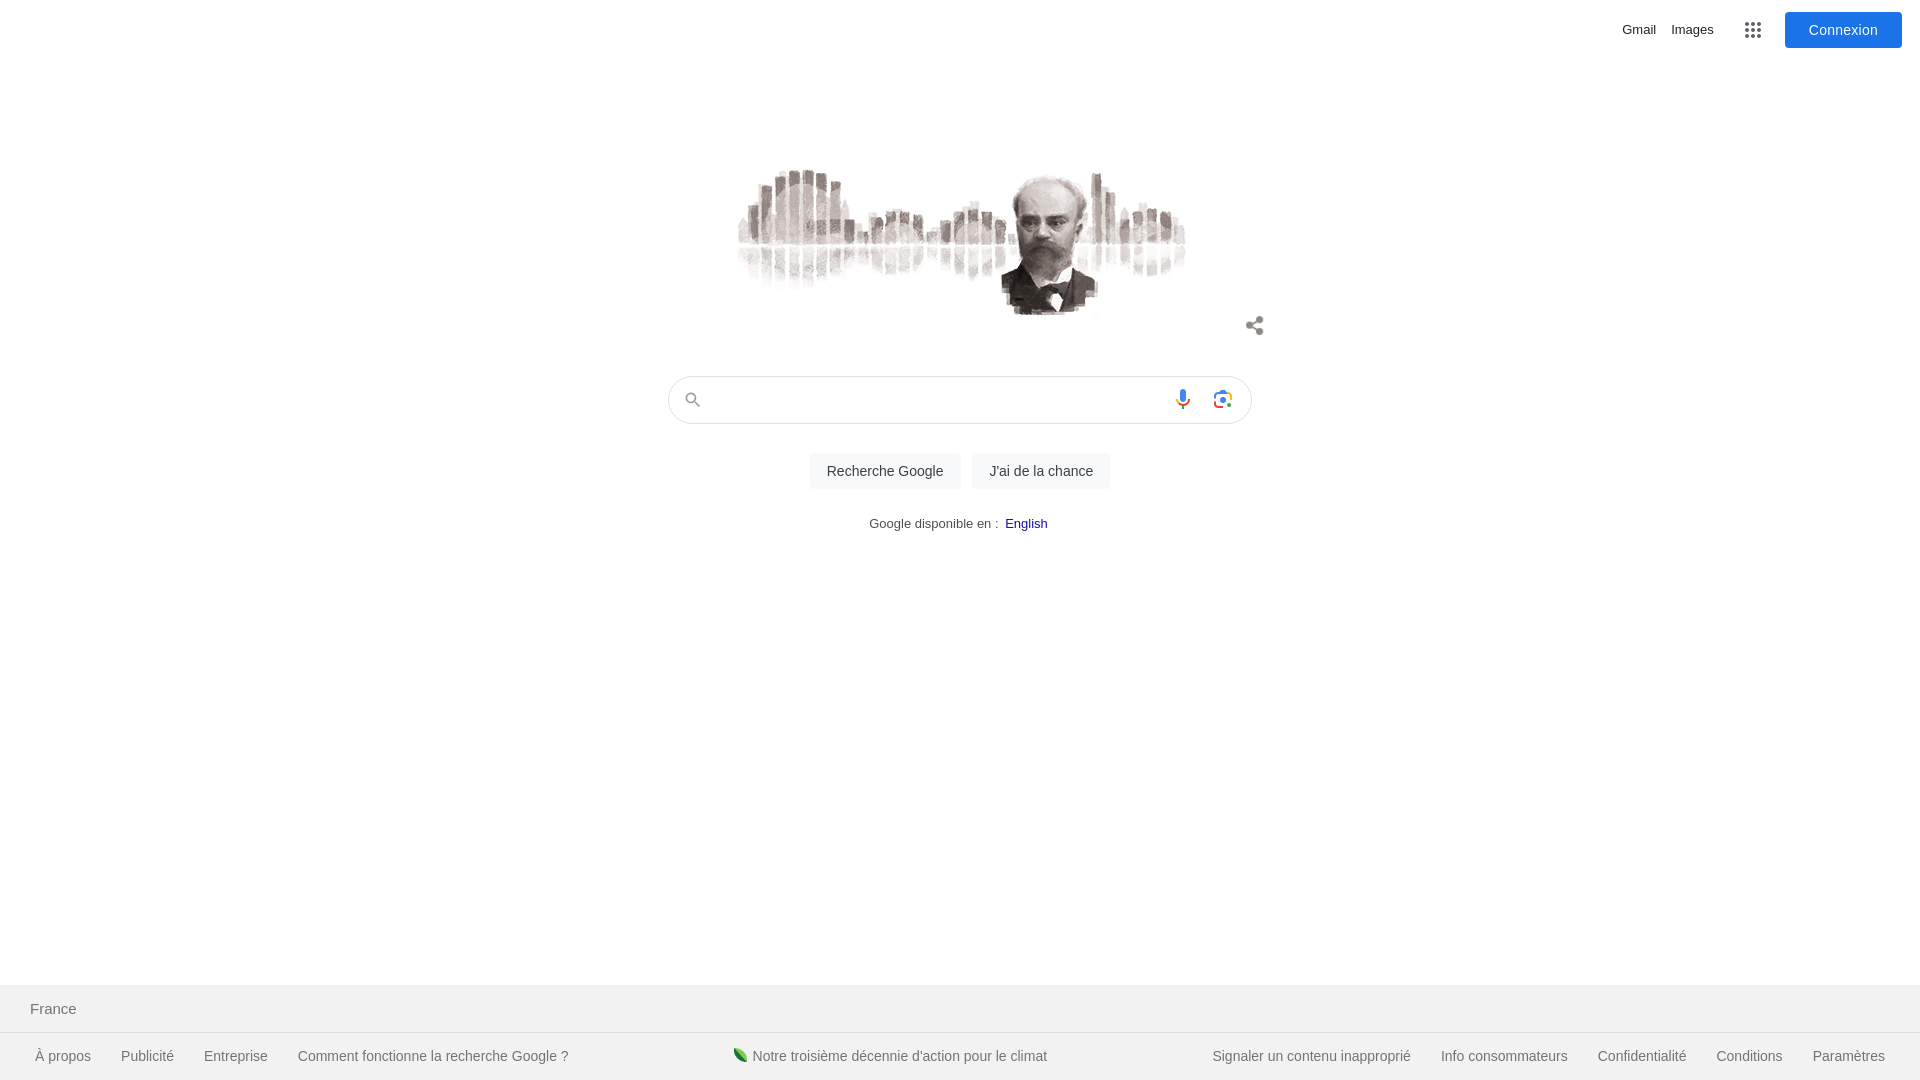 Gmail Images Connexion
Recherche Google J'ai de la chance
Google disponible en : English
France
À propos Publicité Entreprise Comment fonctionne la recherche Google ? Notre troisième décennie d'action pour le climat Signaler un contenu inapproprié Info consommateurs Confidentialité Conditions Paramètres